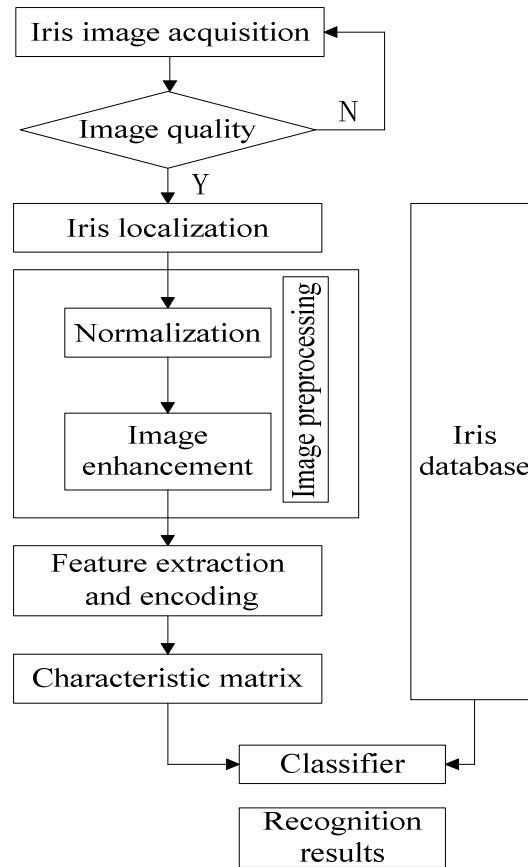 Iris image acquisition
Image quality
N
Y
Iris localization
Normalization
Image preprocessing
Image
enhancement
Iris
database
Feature extraction
and encoding
Characteristic matrix
Classifier
Recognition
results